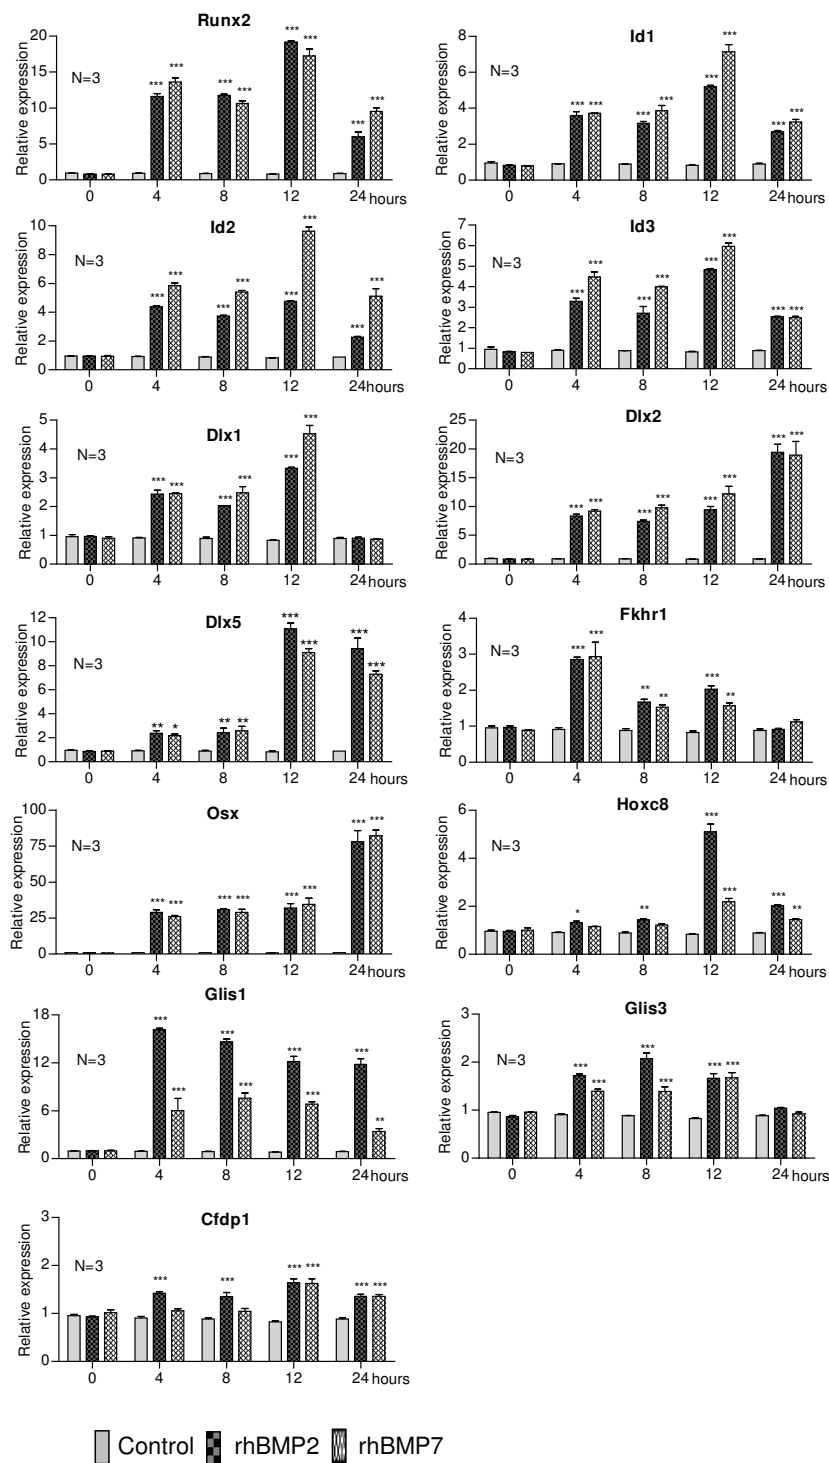 Runx2
Relative expression
20
15
10
5
0
N=3
*** *** *** *** *** *** *** ***
0 4 8 12 24 hours
Id1
Relative expression
8
6
4
2
0
N=3
*** *** *** *** *** *** *** ***
0 4 8 12 24 hours
Id2
Relative expression
10
8
6
4
2
0
N=3
*** *** *** *** *** *** *** ***
0 4 8 12 24 hours
Id3
Relative expression
7
6
5
4
3
2
1
0
N=3
*** *** *** *** *** *** *** ***
0 4 8 12 24 hours
Dlx1
Relative expression
5
4
3
2
1
0
N=3
*** *** *** *** *** ***
0 4 8 12 24 hours
Dlx2
Relative expression
25
20
15
10
5
0
N=3
*** *** *** *** *** *** *** ***
0 4 8 12 24 hours
Dlx5
Relative expression
12
10
8
6
4
2
0
N=3
** * ** ** *** *** *** ***
0 4 8 12 24 hours
Fkhr1
Relative expression
4
3
2
1
0
N=3
*** *** ** ** *** **
0 4 8 12 24 hours
Osx
Relative expression
100
75
50
25
0
N=3
*** *** *** *** *** *** *** ***
0 4 8 12 24 hours
Hoxc8
Relative expression
6
4
2
0
N=3
* ** *** *** *** **
0 4 8 12 24 hours
Glis1
Relative expression
18
12
6
0
N=3
*** *** *** *** *** *** *** **
0 4 8 12 24 hours
Glis3
Relative expression
3
2
1
0
N=3
*** *** *** *** *** ***
0 4 8 12 24 hours
Cfdp1
Relative expression
3
2
1
0
N=3
*** *** *** *** *** ***
0 4 8 12 24 hours
Control rhBMP2 rhBMP7